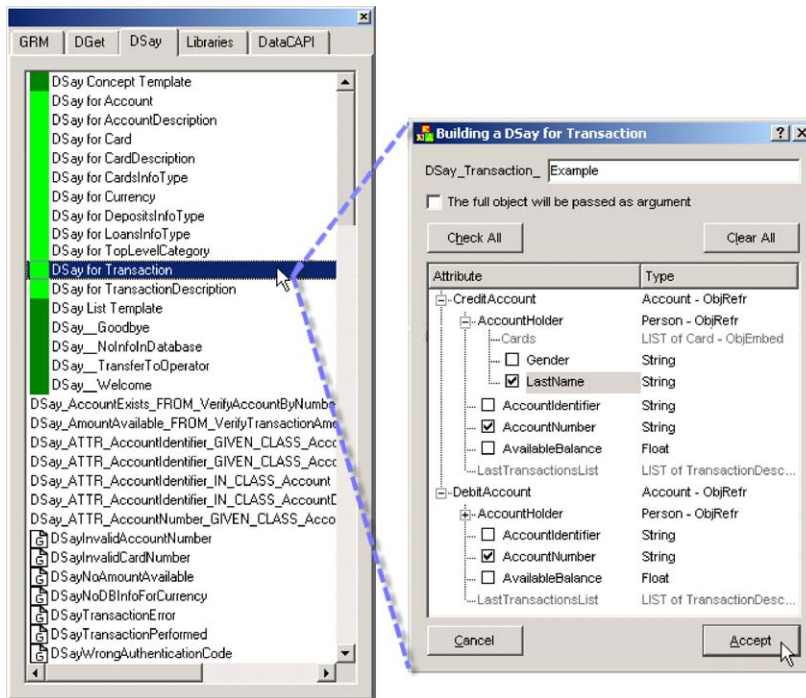 GRM DGet DSay Libraries DataCAPI
DSay Concept Template
DSay for Account
DSay for AccountDescription
DSay for Card
DSay for CardDescription
DSay for CardsInfoType
DSay for Currency
DSay for DepositsInfoType
DSay for LoansInfoType
DSay for TopLevelCategory
DSay for Transaction
DSay for TransactionDescription
DSay List Template
DSay__Goodbye
DSay__NoInfoInDatabase
DSay__TransferToOperator
DSay__Welcome
DSay_AccountExists_FROM_VerifyAccountByNumbe
DSay_AmountAvailable_FROM_VerifyTransactionAmo
DSay_ATTR_AccountIdentifier_GIVEN_CLASS_Accc
DSay_ATTR_AccountIdentifier_GIVEN_CLASS_Accc
DSay_ATTR_AccountIdentifier_IN_CLASS_Account
DSay_ATTR_AccountIdentifier_IN_CLASS_AccountD
DSay_ATTR_AccountNumber_GIVEN_CLASS_Acco
G DSayInvalidAccountNumber
G DSayInvalidCardNumber
G DSayNoAmountAvailable
G DSayNoDBInfoForCurrency
G DSayTransactionError
G DSayTransactionPerformed
G DSayWrongAuthenticationCode
Building a DSay for Transaction
DSay_Transaction_ Example
The full object will be passed as argument
Check All Clear All
Attribute Type
CreditAccount Account - ObjRefr
AccountHolder Person - ObjRefr
Cards LIST of Card - ObjEmbed
Gender String
LastName String
AccountIdentifier String
AccountNumber String
AvailableBalance Float
LastTransactionsList LIST of TransactionDesc...
DebitAccount Account - ObjRefr
AccountHolder Person - ObjRefr
AccountIdentifier String
AccountNumber String
AvailableBalance Float
LastTransactionsList LIST of TransactionDesc...
Cancel Accept